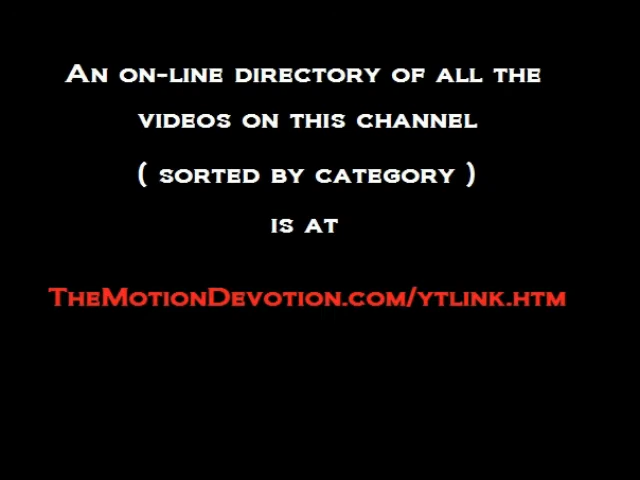 An on-line directory of all the
videos on this channel
( sorted by category )
is at
TheMotionDevotion.com/ytlink.htm